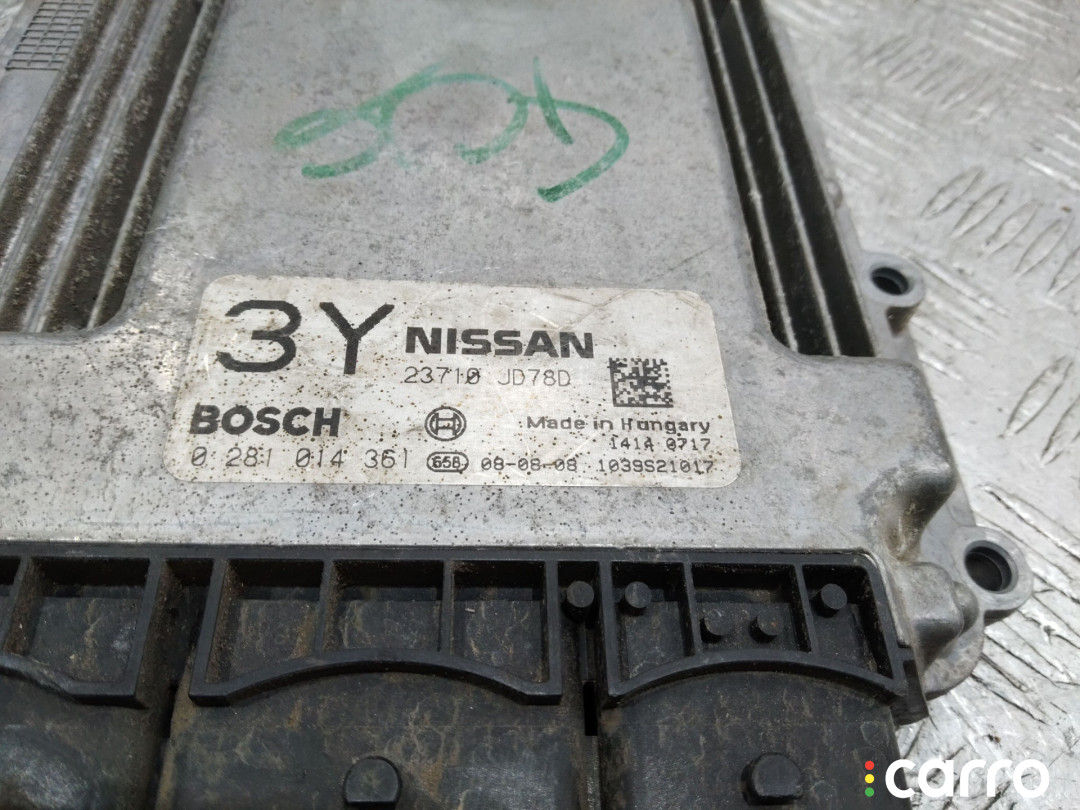 3Y NISSAN
23710 JD78D
BOSCH
Made in Hungary
141A 0717
0 281 014 361 658 08-08-08 1039S21017
carro